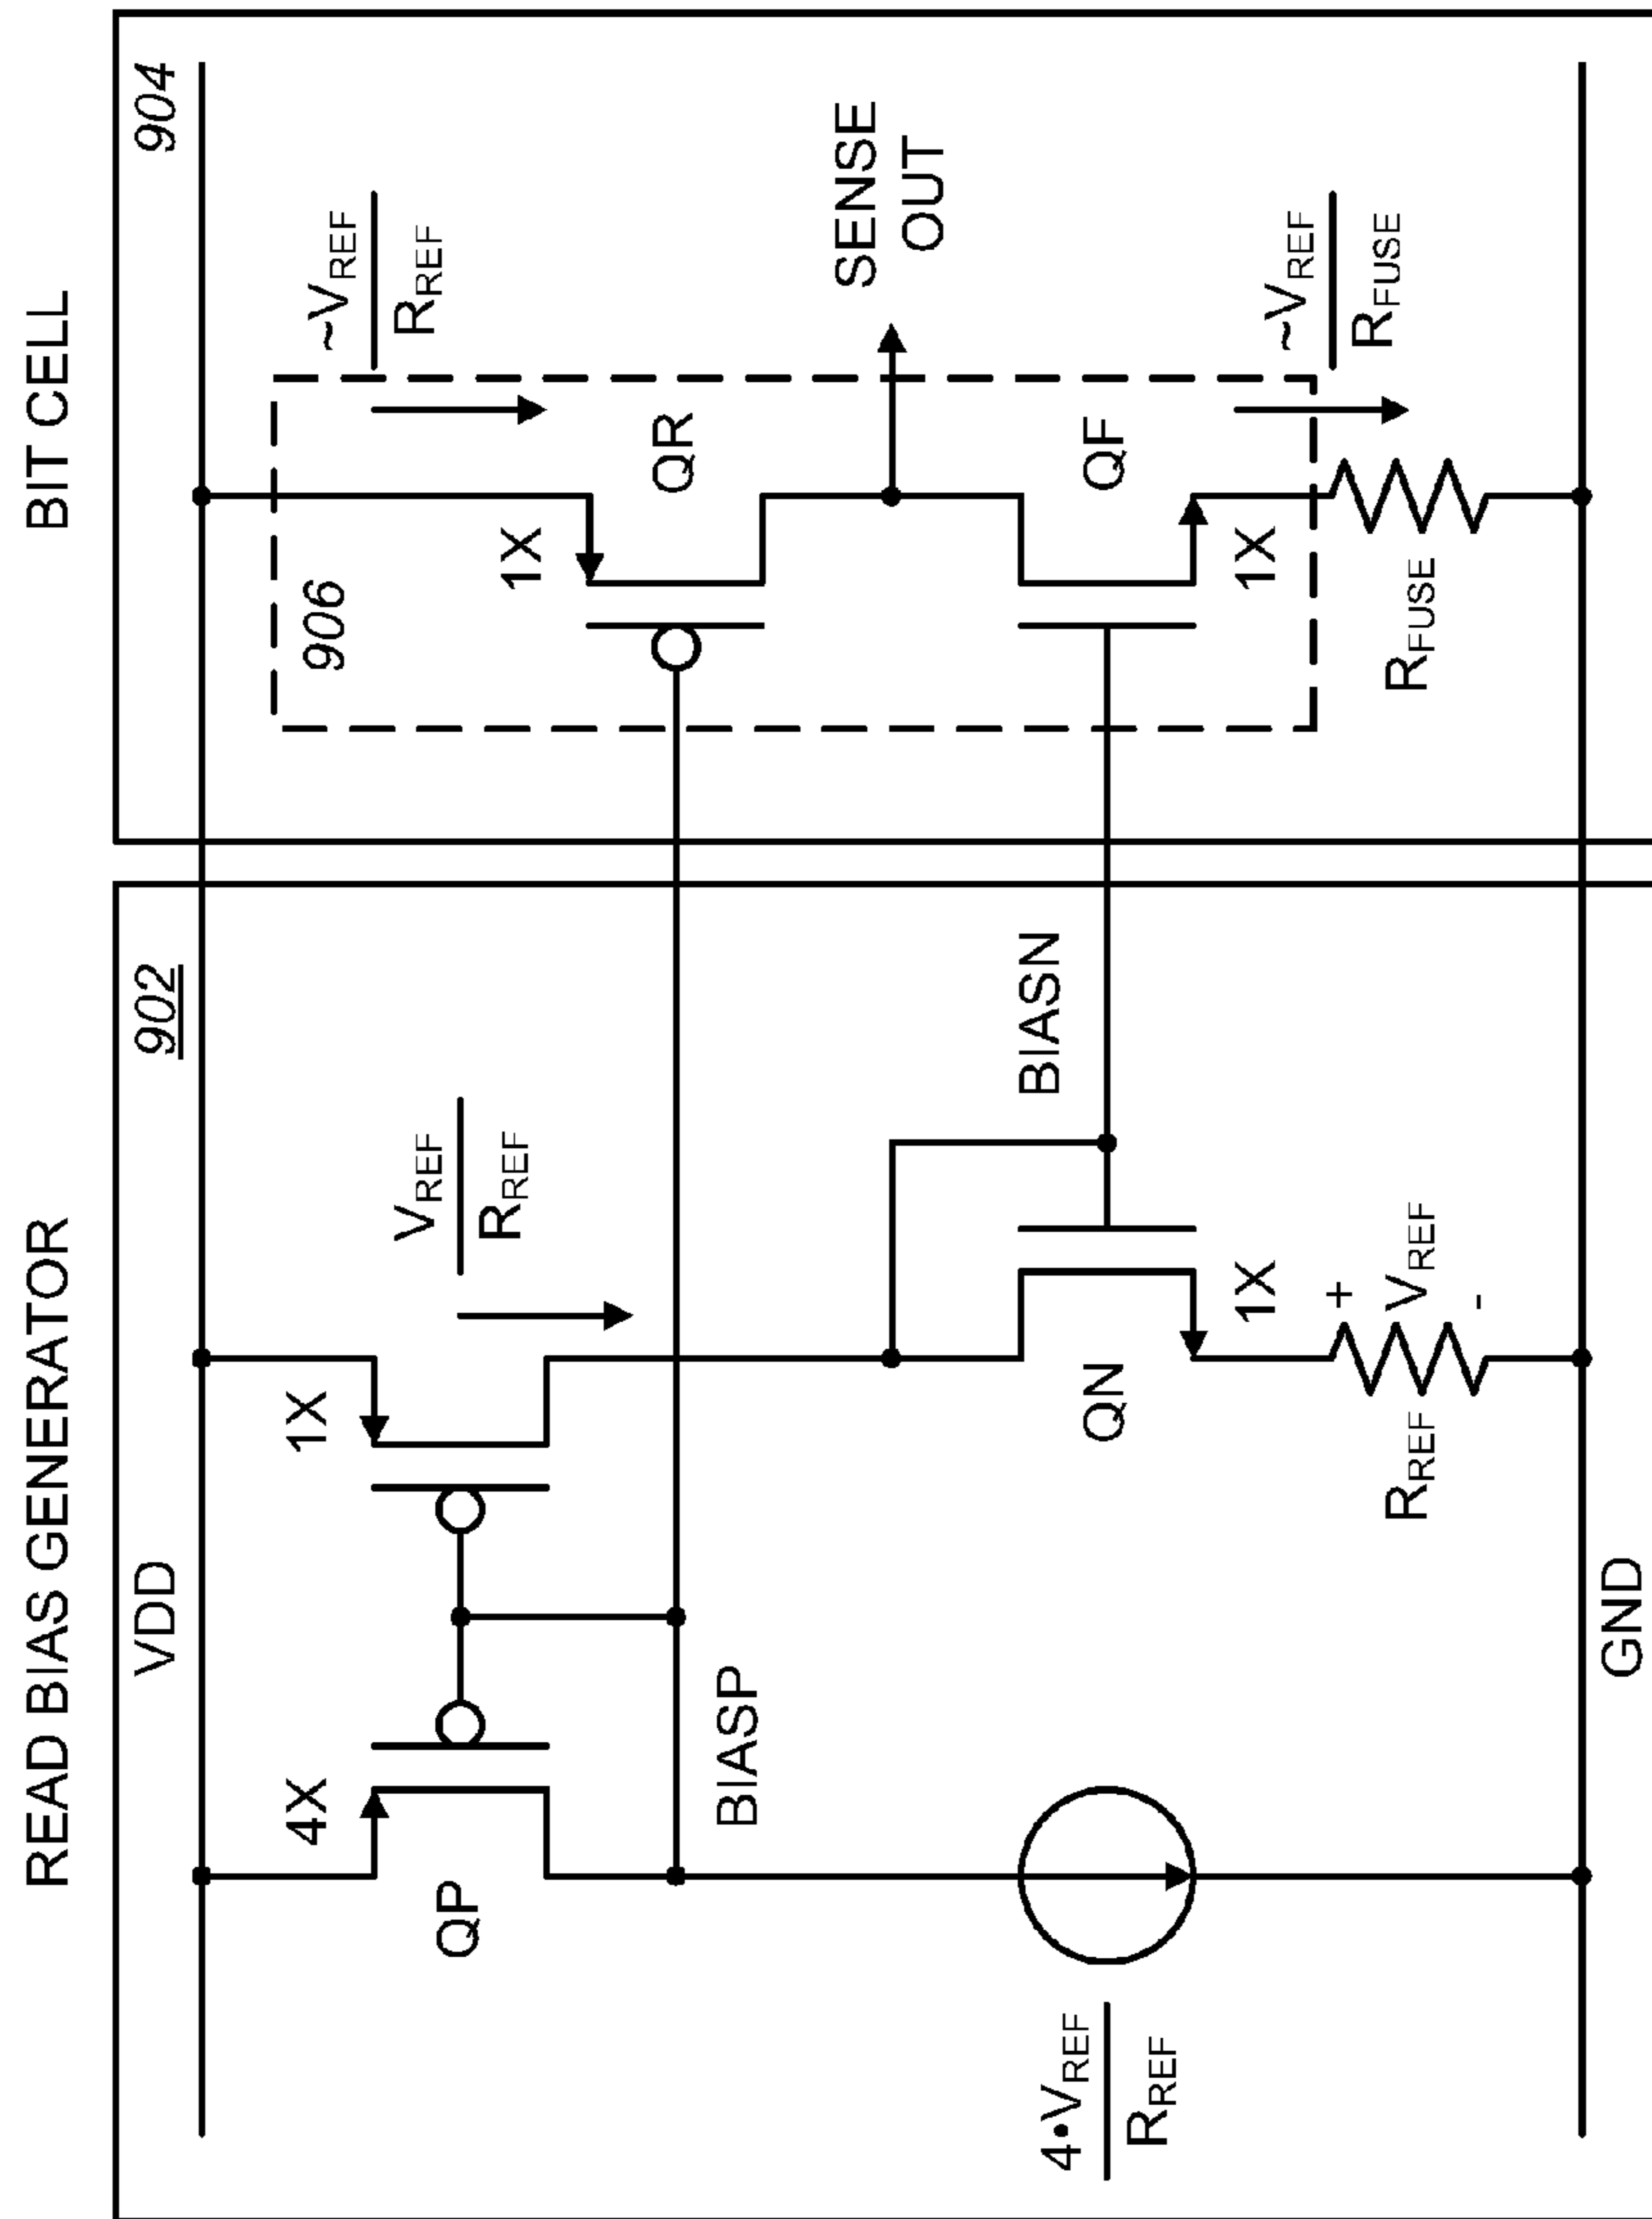 READ BIAS GENERATOR
BIT CELL
VDD
902
904
4X
1X
QP
V_REF
R_REF
~V_REF
R_REF
906
1X
QR
BIASP
SENSE
OUT
BIASN
4•V_REF
R_REF
QN
1X
QF
1X
~V_REF
R_FUSE
R_REF
+
V_REF
-
R_FUSE
GND